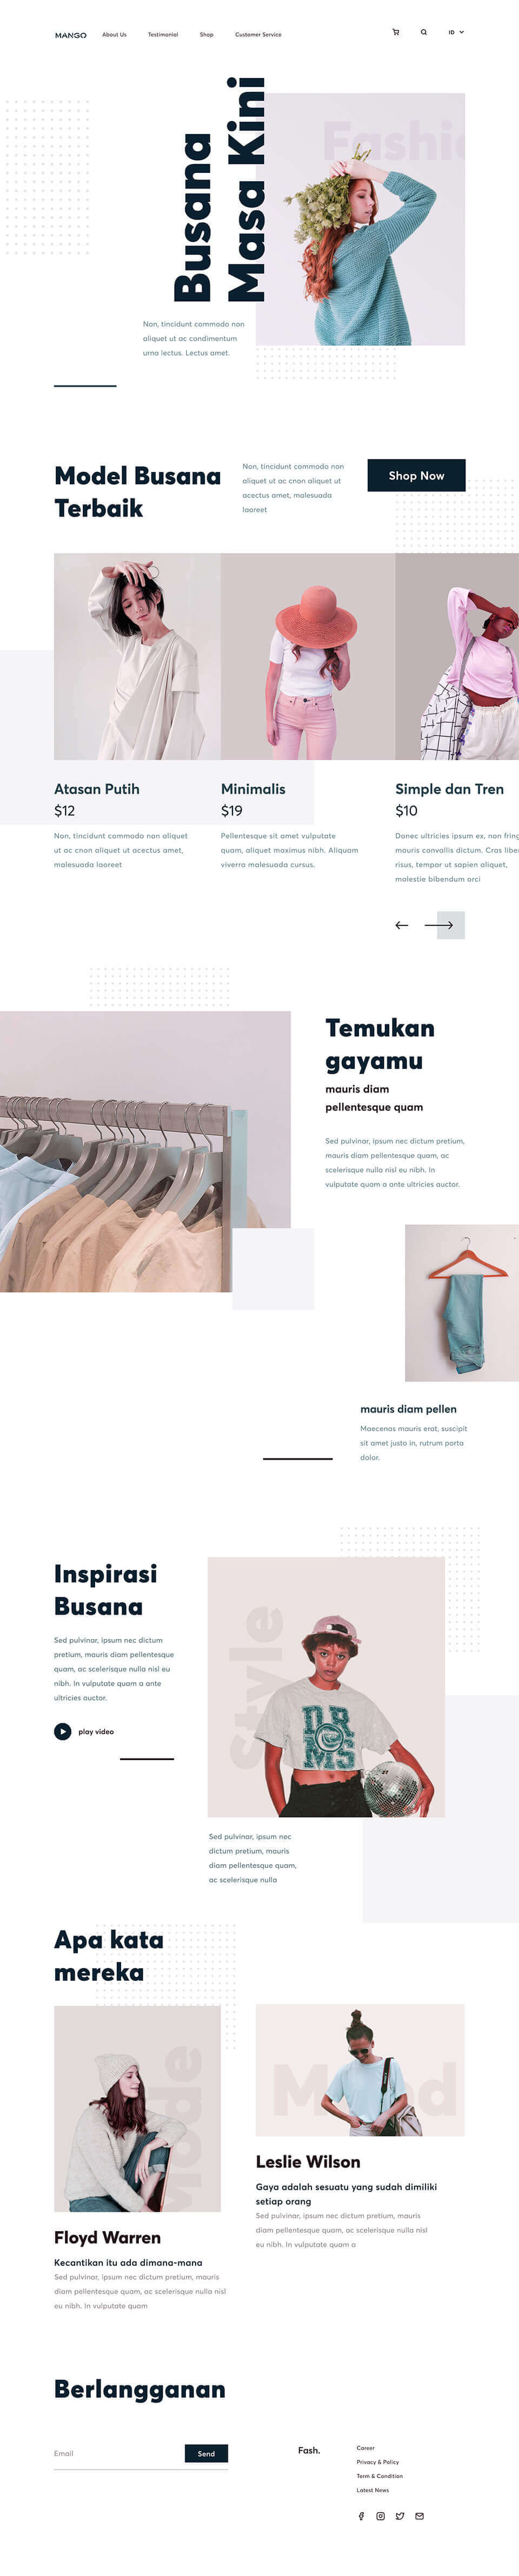 MANGO
About Us
Testimonial
Shop
Customer Service
ID
Fashi
Busana
Masa Kini
Non, tincidunt commodo non
aliquet ut ac condimentum
urna lectus. Lectus amet.
Model Busana
Terbaik
Non, tincidunt commodo non
aliquet ut ac cnon aliquet ut
acectus amet, malesuada
laoreet
Shop Now
Atasan Putih
$12
Non, tincidunt commodo non aliquet
ut ac cnon aliquet ut acectus amet,
malesuada laoreet
Minimalis
$19
Pellentesque sit amet vulputate
quam, aliquet maximus nibh. Aliquam
viverra malesuada cursus.
Simple dan Tren
$10
Donec ultricies ipsum ex, non fring
mauris convallis dictum. Cras libe
risus, tempor ut sapien aliquet,
molestie bibendum orci
Temukan
gayamu
mauris diam
pellentesque quam
Sed pulvinar, ipsum nec dictum pretium,
mauris diam pellentesque quam, ac
scelerisque nulla nisl eu nibh. In
vulputate quam a ante ultricies auctor.
mauris diam pellen
Maecenas mauris erat, suscipit
sit amet justo in, rutrum porta
dolor.
Inspirasi
Busana
Sed pulvinar, ipsum nec dictum
pretium, mauris diam pellentesque
quam, ac scelerisque nulla nisl eu
nibh. In vulputate quam a ante
ultricies auctor.
play video
Style
Sed pulvinar, ipsum nec
dictum pretium, mauris
diam pellentesque quam,
ac scelerisque nulla
Apa kata
mereka
Floyd Warren
Kecantikan itu ada dimana-mana
Sed pulvinar, ipsum nec dictum pretium, mauris
diam pellentesque quam, ac scelerisque nulla nisl
eu nibh. In vulputate quam
Leslie Wilson
Gaya adalah sesuatu yang sudah dimiliki
setiap orang
Sed pulvinar, ipsum nec dictum pretium, mauris
diam pellentesque quam, ac scelerisque nulla nisl
eu nibh. In vulputate quam a
Berlangganan
Email
Send
Fash.
Career
Privacy & Policy
Term & Condition
Latest News